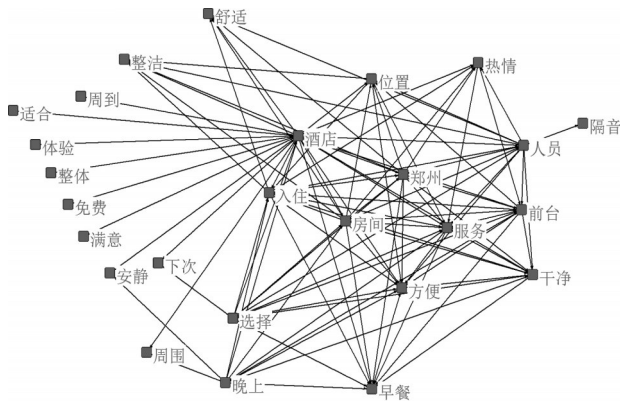 舒适
整洁
热情
位置
周到
适合
隔音
酒店
人员
体验
整体
郑州
入住
免费
前台
房间
服务
满意
下次
安静
干净
方便
选择
周围
晚上
早餐